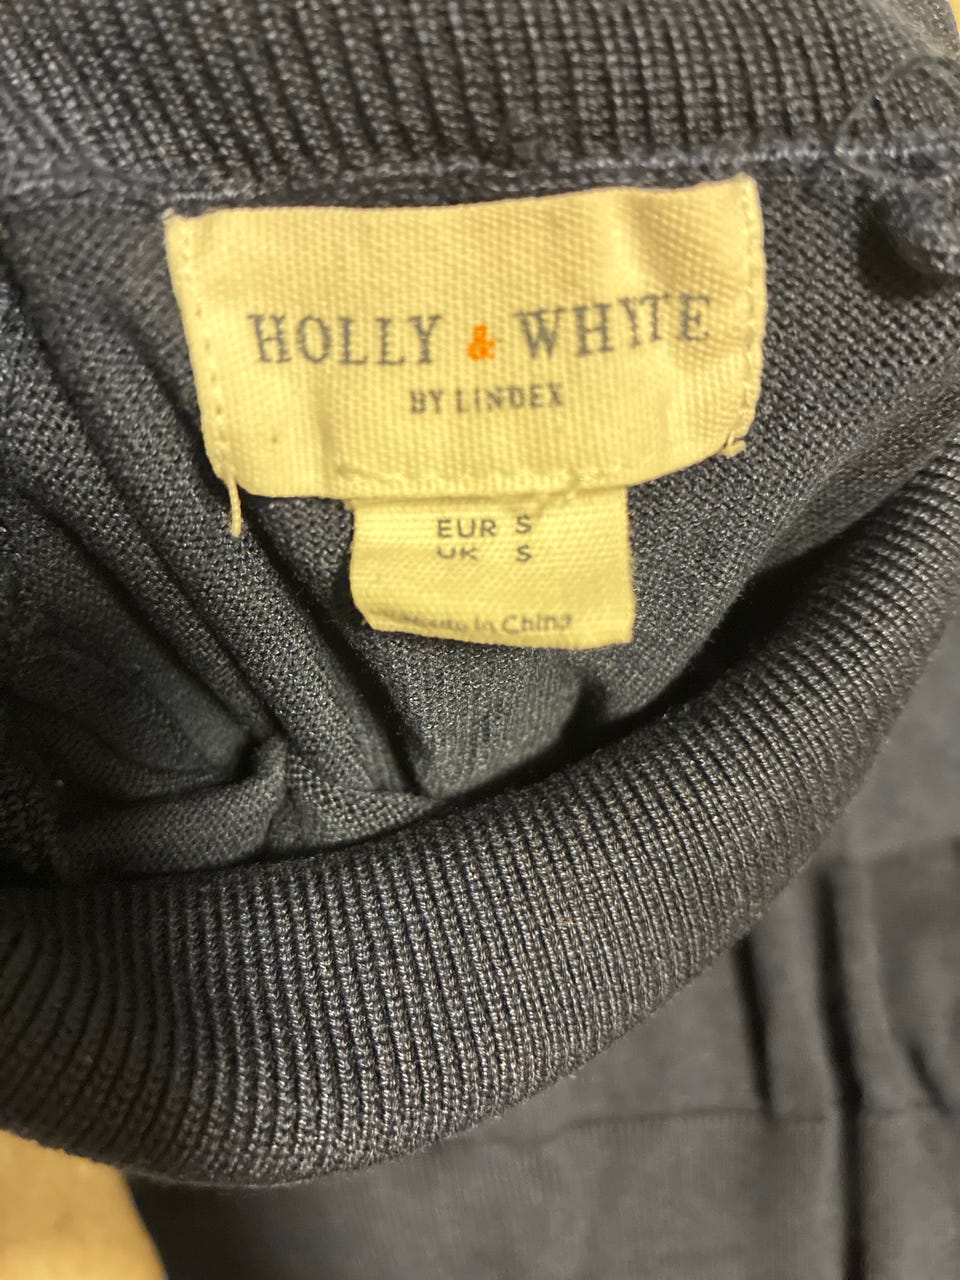 HOLLY & WHYTE
BY LINDEX
EUR S
UK S
Made in China